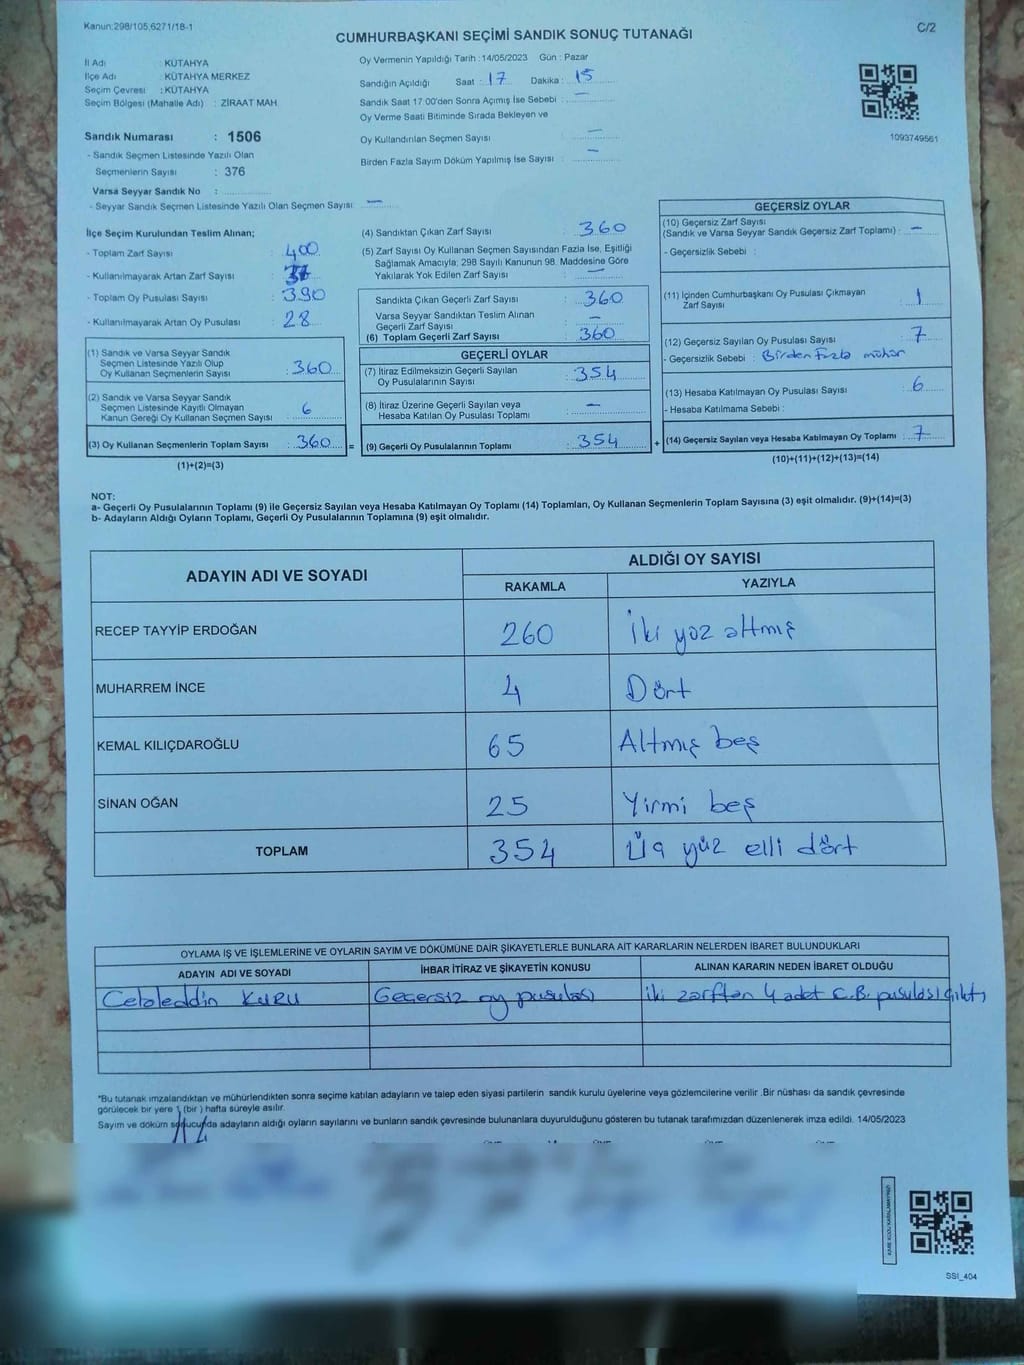 Kanun:298/105,6271/18-1
C/2
CUMHURBAŞKANI SEÇİMİ SANDIK SONUÇ TUTANAĞI
İl Adı : KÜTAHYA
İlçe Adı : KÜTAHYA MERKEZ
Seçim Çevresi : KÜTAHYA
Seçim Bölgesi (Mahalle Adı) : ZİRAAT MAH.
Sandık Numarası : 1506
- Sandık Seçmen Listesinde Yazılı Olan
Seçmenlerin Sayısı : 376
Varsa Seyyar Sandık No :
- Seyyar Sandık Seçmen Listesinde Yazılı Olan Seçmen Sayısı : —
Oy Vermenin Yapıldığı Tarih : 14/05/2023 Gün : Pazar
Sandığın Açıldığı Saat : 17 Dakika : 15
Sandık Saat 17.00'den Sonra Açımış İse Sebebi : —
Oy Verme Saati Bitiminde Sırada Bekleyen ve
Oy Kullandırılan Seçmen Sayısı : —
Birden Fazla Sayım Döküm Yapılmış İse Sayısı : —
1093749561
İlçe Seçim Kurulundan Teslim Alınan;
- Toplam Zarf Sayısı : 400
- Kullanılmayarak Artan Zarf Sayısı :
- Toplam Oy Pusulası Sayısı : 390
- Kullanılmayarak Artan Oy Pusulası : 28
(1) Sandık ve Varsa Seyyar Sandık
Seçmen Listesinde Yazılı Olup
Oy Kullanan Seçmenlerin Sayısı : 360
(2) Sandık ve Varsa Seyyar Sandık
Seçmen Listesinde Kayıtlı Olmayan
Kanun Gereği Oy Kullanan Seçmen Sayısı : 6
(3) Oy Kullanan Seçmenlerin Toplam Sayısı : 360 =
(1)+(2)=(3)
(4) Sandıktan Çıkan Zarf Sayısı : 360
(5) Zarf Sayısı Oy Kullanan Seçmen Sayısından Fazla İse, Eşitliği
Sağlamak Amacıyla; 298 Sayılı Kanunun 98. Maddesine Göre
Yakılarak Yok Edilen Zarf Sayısı : —
Sandıkta Çıkan Geçerli Zarf Sayısı : 360
Varsa Seyyar Sandıktan Teslim Alınan
Geçerli Zarf Sayısı : —
(6) Toplam Geçerli Zarf Sayısı : 360
GEÇERLİ OYLAR
(7) İtiraz Edilmeksizin Geçerli Sayılan
Oy Pusulalarının Sayısı : 354
(8) İtiraz Üzerine Geçerli Sayılan veya
Hesaba Katılan Oy Pusulası Toplamı : —
(9) Geçerli Oy Pusulalarının Toplamı : 354 +
GEÇERSİZ OYLAR
(10) Geçersiz Zarf Sayısı
(Sandık ve Varsa Seyyar Sandık Geçersiz Zarf Toplamı) : —
- Geçersizlik Sebebi :
(11) İçinden Cumhurbaşkanı Oy Pusulası Çıkmayan
Zarf Sayısı : 1
(12) Geçersiz Sayılan Oy Pusulası Sayısı : 7
- Geçersizlik Sebebi : Birden Fazla mühür
(13) Hesaba Katılmayan Oy Pusulası Sayısı : 6
- Hesaba Katılmama Sebebi :
(14) Geçersiz Sayılan veya Hesaba Katılmayan Oy Toplamı : 7
(10)+(11)+(12)+(13)=(14)
NOT:
a- Geçerli Oy Pusulalarının Toplamı (9) ile Geçersiz Sayılan veya Hesaba Katılmayan Oy Toplamı (14) Toplamları, Oy Kullanan Seçmenlerin Toplam Sayısına (3) eşit olmalıdır. (9)+(14)=(3)
b- Adayların Aldığı Oyların Toplamı, Geçerli Oy Pusulalarının Toplamına (9) eşit olmalıdır.
ADAYIN ADI VE SOYADI
ALDIĞI OY SAYISI
RAKAMLA YAZIYLA
RECEP TAYYİP ERDOĞAN 260 İki yüz altmış
MUHARREM İNCE 4 Dört
KEMAL KILIÇDAROĞLU 65 Altmış beş
SİNAN OĞAN 25 Yirmi beş
TOPLAM 354 Üç yüz elli dört
OYLAMA İŞ VE İŞLEMLERİNE VE OYLARIN SAYIM VE DÖKÜMÜNE DAİR ŞİKAYETLERLE BUNLARA AİT KARARLARIN NELERDEN İBARET BULUNDUKLARI
ADAYIN ADI VE SOYADI İHBAR İTİRAZ VE ŞİKAYETİN KONUSU ALINAN KARARIN NEDEN İBARET OLDUĞU
Celaleddin KURU Geçersiz oy pusulası iki zarftan 4 adet C.B. pusulası çıktı
*Bu tutanak imzalandıktan ve mühürlendikten sonra seçime katılan adayların ve talep eden siyasi partilerin sandık kurulu üyelerine veya gözlemcilerine verilir .Bir nüshası da sandık çevresinde
görülecek bir yere 1 (bir ) hafta süreyle asılır.
Sayım ve döküm sonucunda adayların aldığı oyların sayılarını ve bunların sandık çevresinde bulunanlara duyurulduğunu gösteren bu tutanak tarafımızdan düzenlenerek imza edildi. 14/05/2023
SSI_404